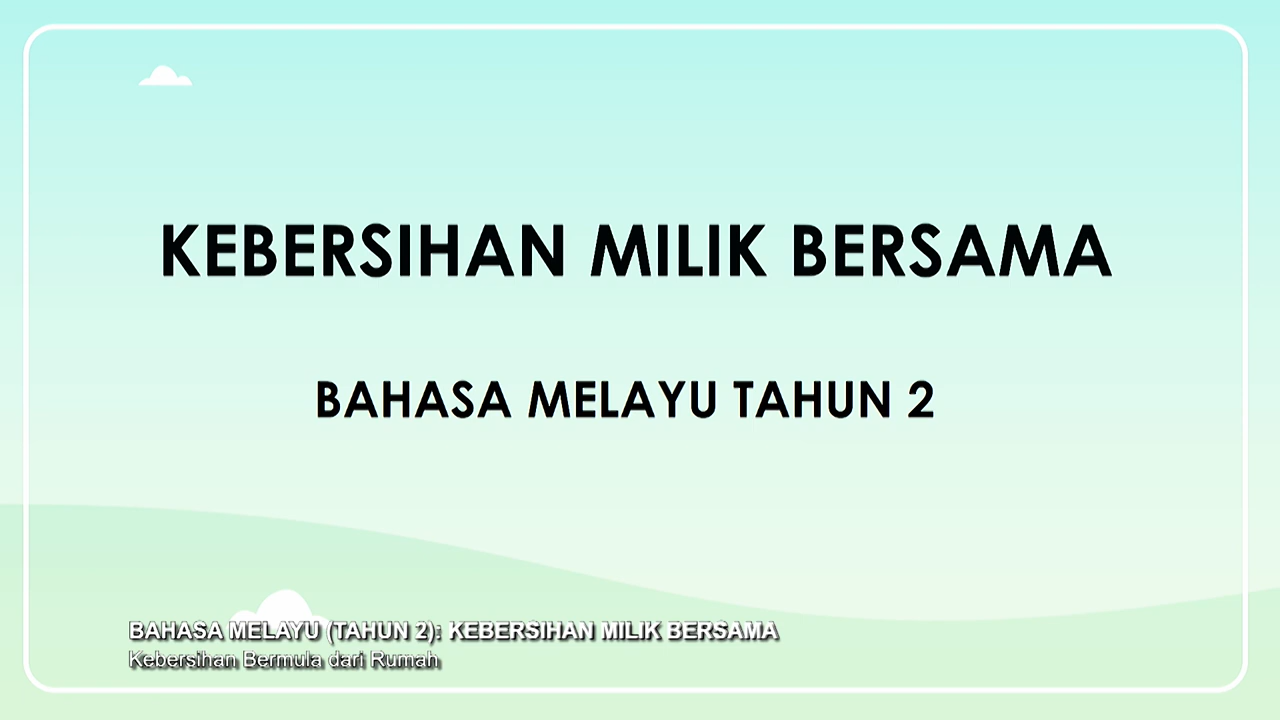 KEBERSIHAN MILIK BERSAMA
BAHASA MELAYU TAHUN 2
BAHASA MELAYU (TAHUN 2): KEBERSIHAN MILIK BERSAMA
Kebersihan Bermula dari Rumah